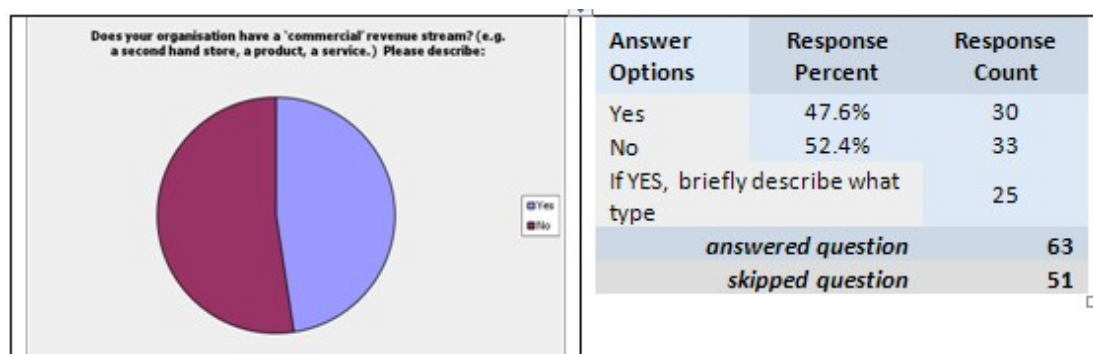 Does your organisation have a 'commercial' revenue stream? (e.g.
a second hand store, a product, a service.) Please describe:
Yes
No
Answer Options Response Percent Response Count
Yes 47.6% 30
No 52.4% 33
If YES, briefly describe what type 25
answered question 63
skipped question 51